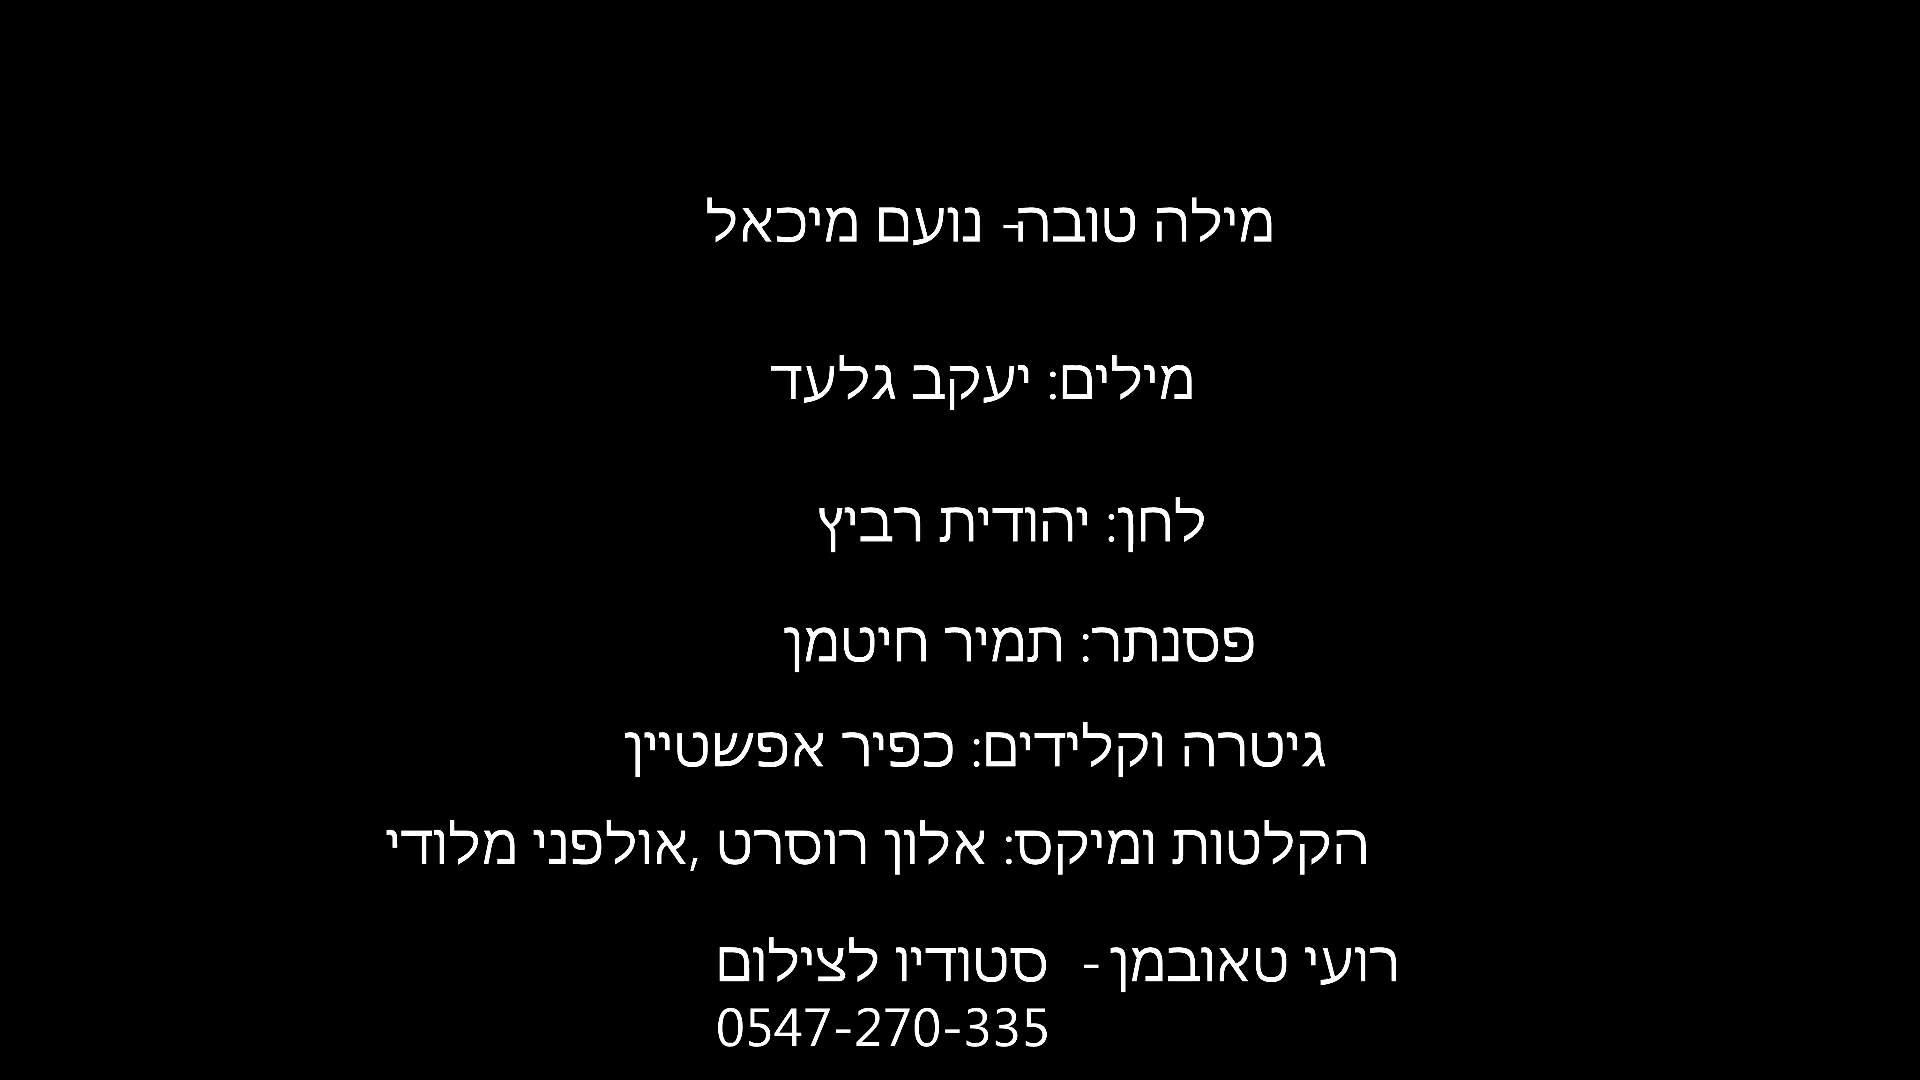 מילה טובה- נועם מיכאל
מילים: יעקב גלעד
לחן: יהודית רביץ
פסנתר: תמיר חיטמן
גיטרה וקלידים: כפיר אפשטיין
הקלטות ומיקס: אלון רוסרט ,אולפני מלודי
רועי טאובמן - סטודיו לצילום
0547-270-335